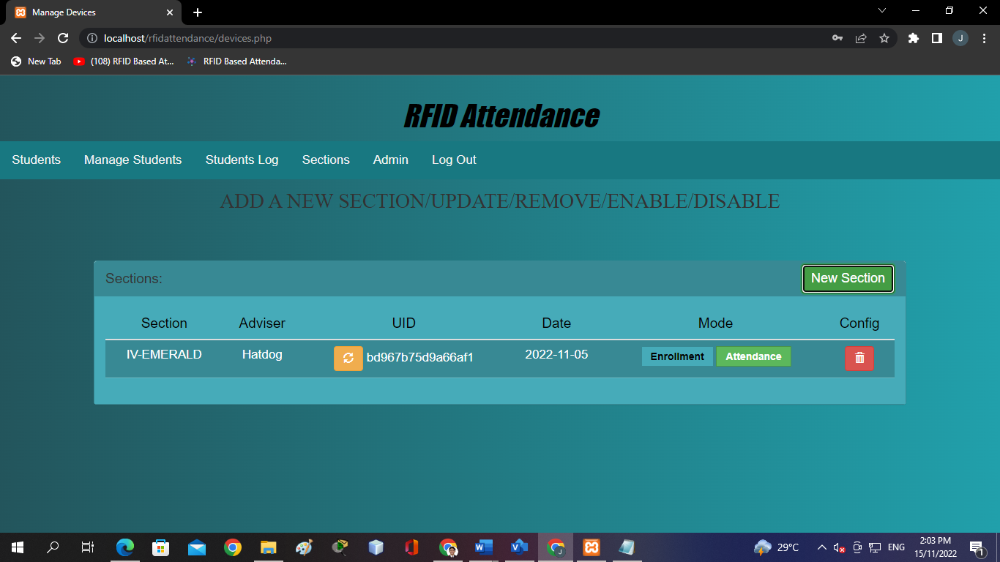 Manage Devices
localhost/rfidattendance/devices.php
J
New Tab
(108) RFID Based At...
RFID Based Attenda...
RFID Attendance
Students
Manage Students
Students Log
Sections
Admin
Log Out
ADD A NEW SECTION/UPDATE/REMOVE/ENABLE/DISABLE
Sections:
New Section
Section Adviser UID Date Mode Config
IV-EMERALD Hatdog bd967b75d9a66af1 2022-11-05 Enrollment Attendance
29°C
ENG
2:03 PM
15/11/2022
1